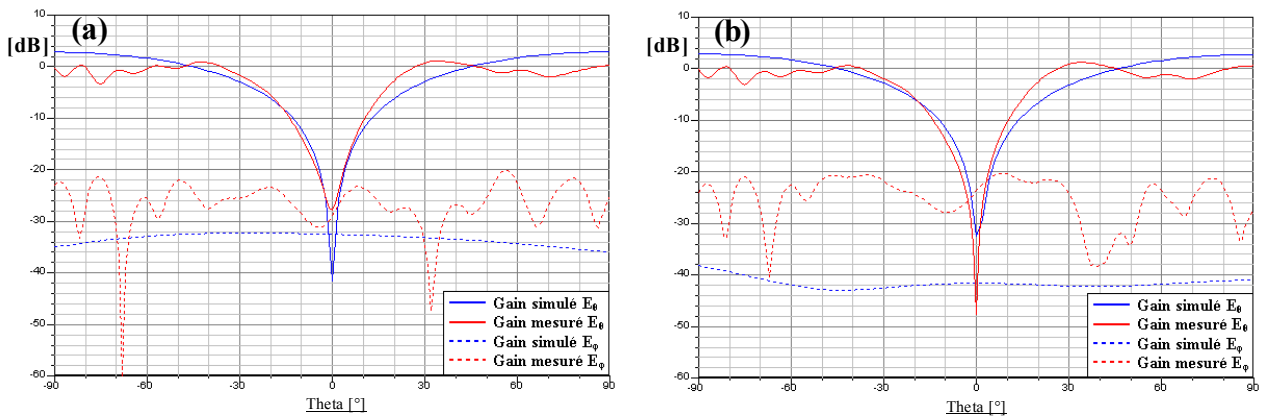 (a)
[dB]
10
0
-10
-20
-30
-40
-50
-60
-90
-60
-30
0
30
60
90
Theta [°]
Gain simulé Eθ
Gain mesuré Eθ
Gain simulé Eφ
Gain mesuré Eφ
(b)
[dB]
10
0
-10
-20
-30
-40
-50
-60
-90
-60
-30
0
30
60
90
Theta [°]
Gain simulé Eθ
Gain mesuré Eθ
Gain simulé Eφ
Gain mesuré Eφ